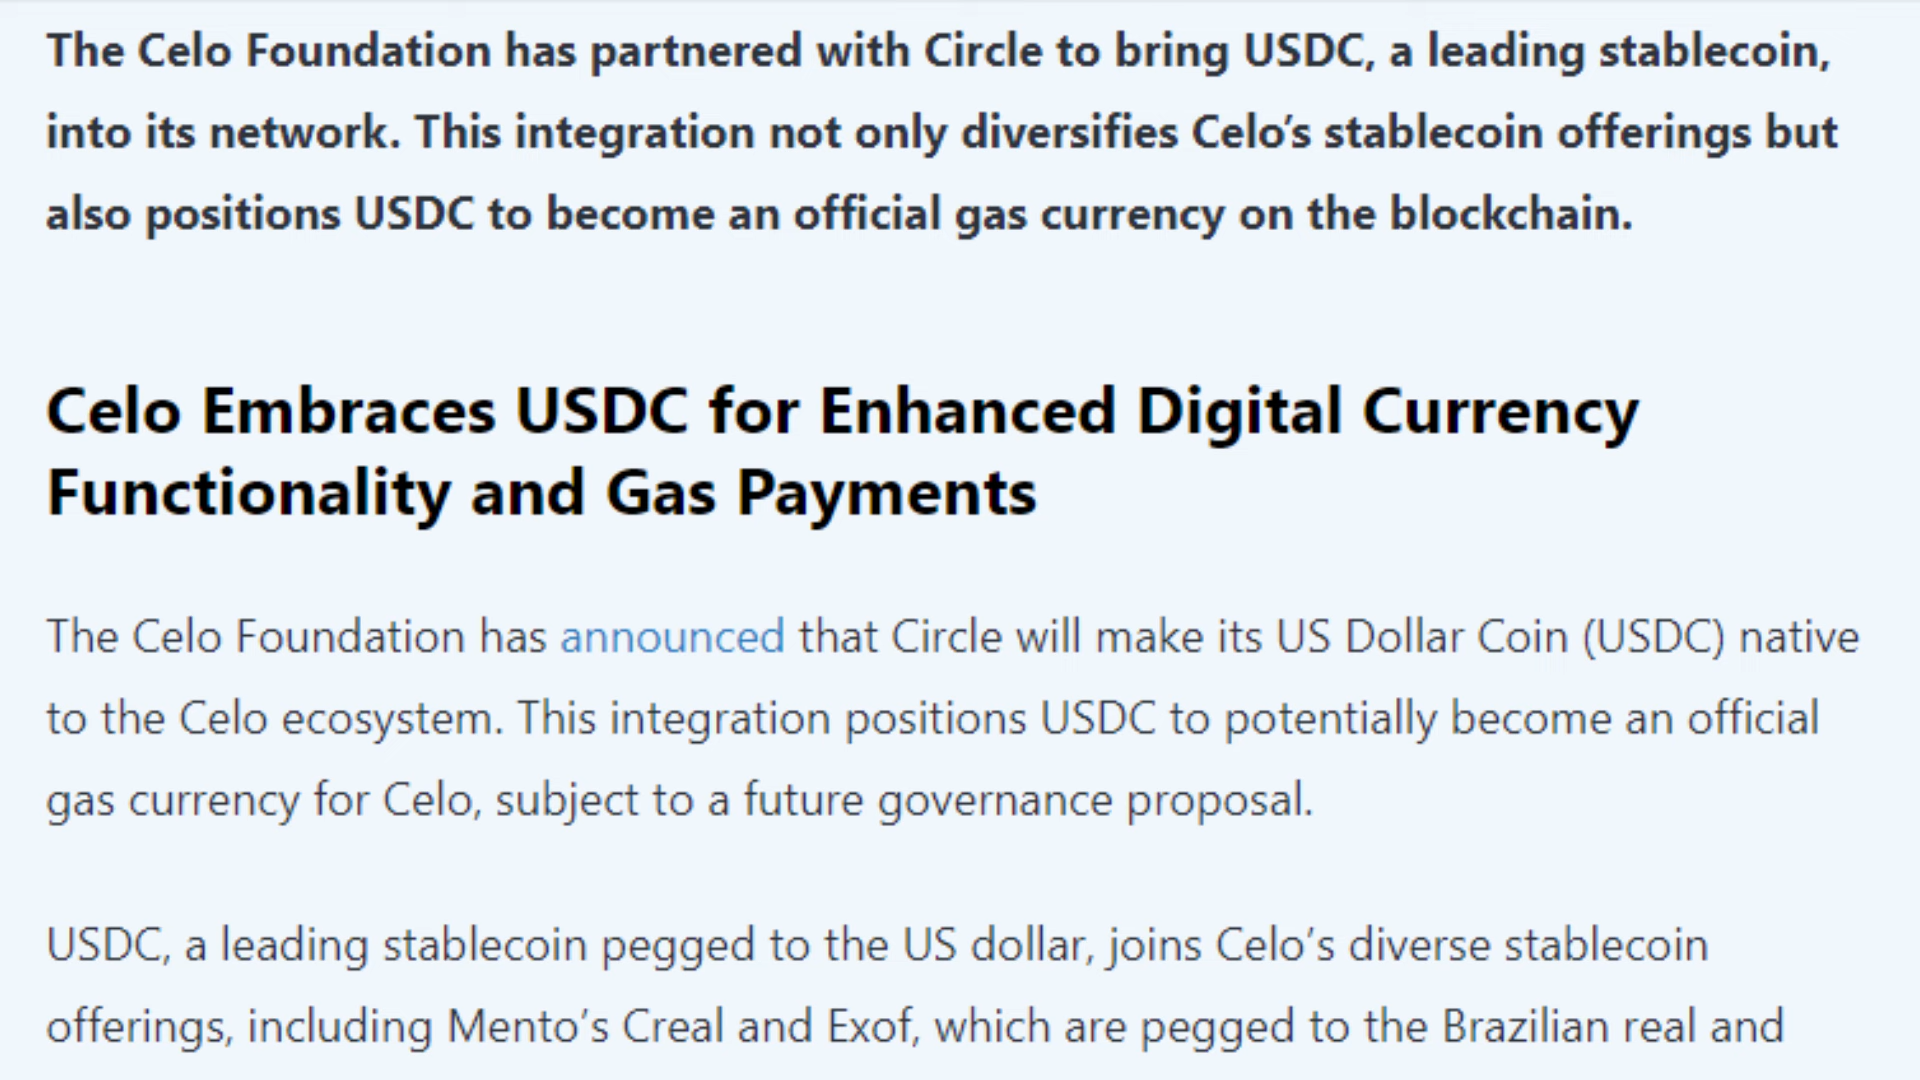 The Celo Foundation has partnered with Circle to bring USDC, a leading stablecoin,
into its network. This integration not only diversifies Celo’s stablecoin offerings but
also positions USDC to become an official gas currency on the blockchain.
Celo Embraces USDC for Enhanced Digital Currency
Functionality and Gas Payments
The Celo Foundation has announced that Circle will make its US Dollar Coin (USDC) native
to the Celo ecosystem. This integration positions USDC to potentially become an official
gas currency for Celo, subject to a future governance proposal.
USDC, a leading stablecoin pegged to the US dollar, joins Celo’s diverse stablecoin
offerings, including Mento’s Creal and Exof, which are pegged to the Brazilian real and